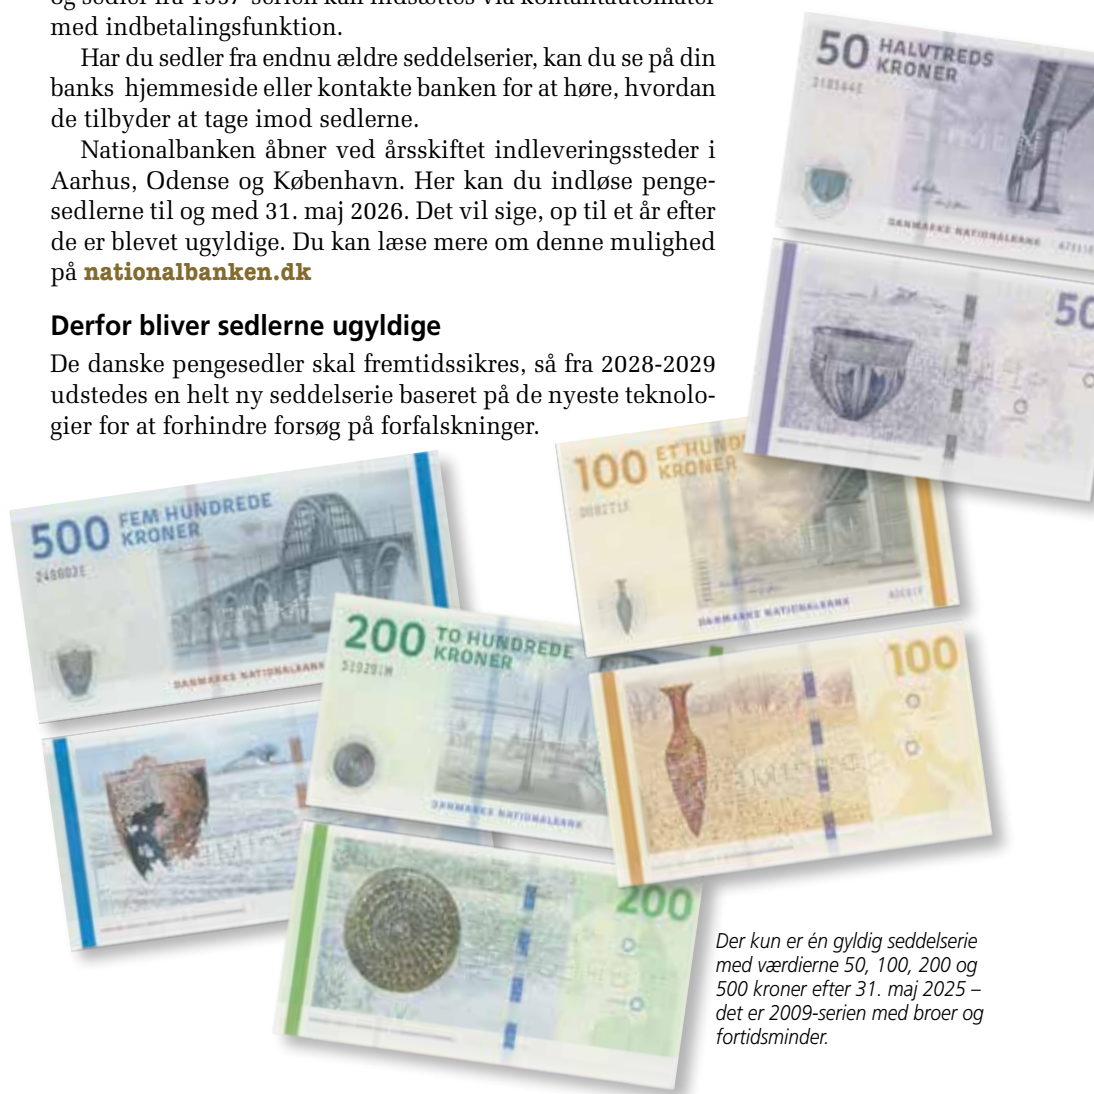 og sedler fra 1997-serien kan indsættes via kontantautomater
med indbetalingsfunktion.
Har du sedler fra endnu ældre seddelserier, kan du se på din
banks hjemmeside eller kontakte banken for at høre, hvordan
de tilbyder at tage imod sedlerne.
Nationalbanken åbner ved årsskiftet indleveringssteder i
Aarhus, Odense og København. Her kan du indløse penge-
sedlerne til og med 31. maj 2026. Det vil sige, op til et år efter
de er blevet ugyldige. Du kan læse mere om denne mulighed
på nationalbanken.dk
Derfor bliver sedlerne ugyldige
De danske pengesedler skal fremtidssikres, så fra 2028-2029
udstedes en helt ny seddelserie baseret på de nyeste teknolo-
gier for at forhindre forsøg på forfalskninger.
50 HALVTREDS
KRONER
DANMARKS NATIONALBANK
50
100 ET HUND
KRONER
DANMARKS NATIONALBANK
100
500 FEM HUNDREDE
KRONER
DANMARKS NATIONALBANK
200 TO HUNDREDE
KRONER
DANMARKS NATIONALBANK
200
Der kun er én gyldig seddelserie
med værdierne 50, 100, 200 og
500 kroner efter 31. maj 2025 –
det er 2009-serien med broer og
fortidsminder.